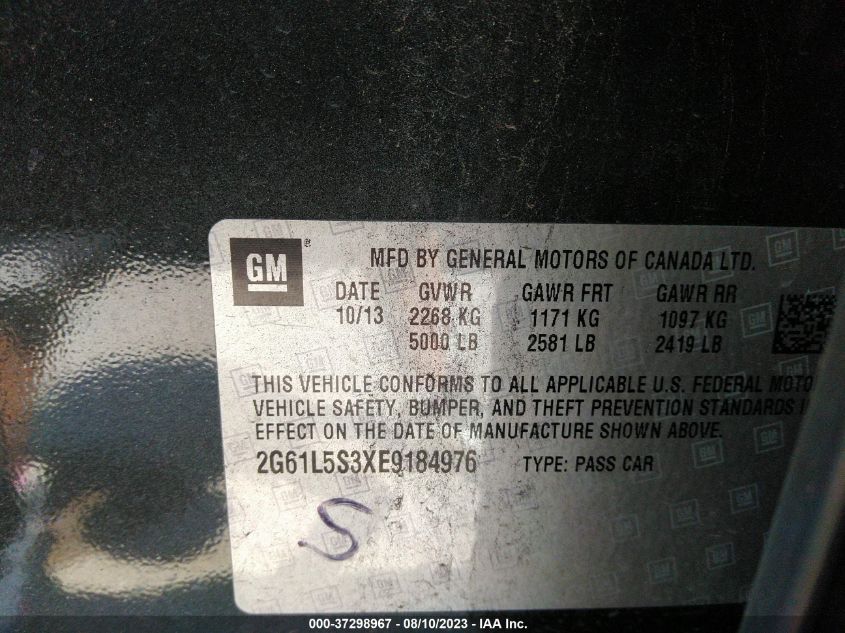 GM ®
MFD BY GENERAL MOTORS OF CANADA LTD.
DATE GVWR GAWR FRT GAWR RR
10/13 2268 KG 1171 KG 1097 KG
5000 LB 2581 LB 2419 LB
THIS VEHICLE CONFORMS TO ALL APPLICABLE U.S. FEDERAL MOTO
VEHICLE SAFETY, BUMPER, AND THEFT PREVENTION STANDARDS I
EFFECT ON THE DATE OF MANUFACTURE SHOWN ABOVE.
2G61L5S3XE9184976 TYPE: PASS CAR
S
000-37298967 - 08/10/2023 - IAA Inc.